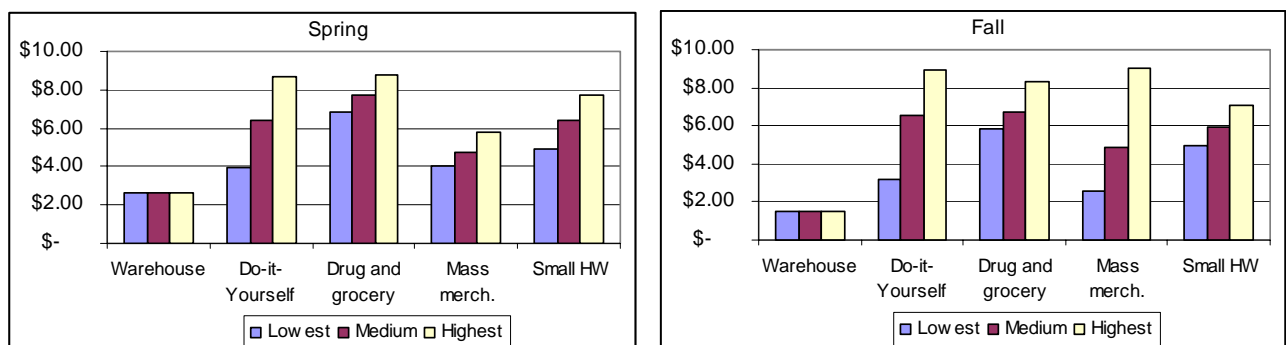 Spring
$10.00
$8.00
$6.00
$4.00
$2.00
$-
Warehouse
Do-it-
Yourself
Drug and
grocery
Mass
merch.
Small HW
Low est Medium Highest
Fall
$10.00
$8.00
$6.00
$4.00
$2.00
$-
Warehouse
Do-it-
Yourself
Drug and
grocery
Mass
merch.
Small HW
Low est Medium Highest